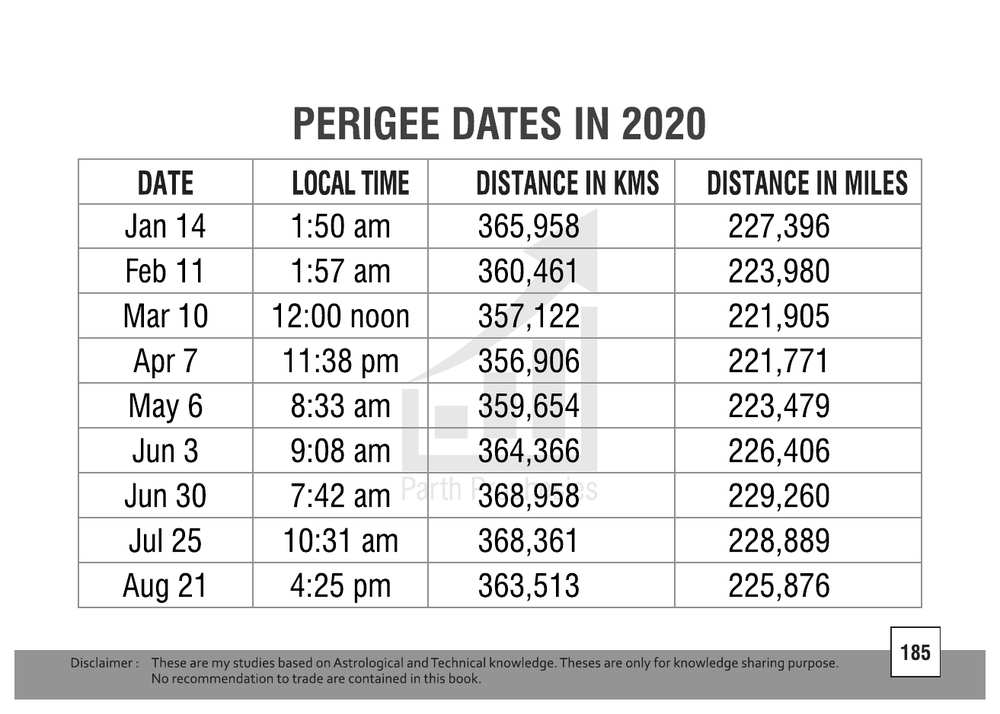 PERIGEE DATES IN 2020
DATE LOCAL TIME DISTANCE IN KMS DISTANCE IN MILES
Jan 14 1:50 am 365,958 227,396
Feb 11 1:57 am 360,461 223,980
Mar 10 12:00 noon 357,122 221,905
Apr 7 11:38 pm 356,906 221,771
May 6 8:33 am 359,654 223,479
Jun 3 9:08 am 364,366 226,406
Jun 30 7:42 am 368,958 229,260
Parth
Jul 25 10:31 am 368,361 228,889
Aug 21 4:25 pm 363,513 225,876
185
Disclaimer : These are my studies based on Astrological and Technical knowledge. Theses are only for knowledge sharing purpose.
No recommendation to trade are contained in this book.